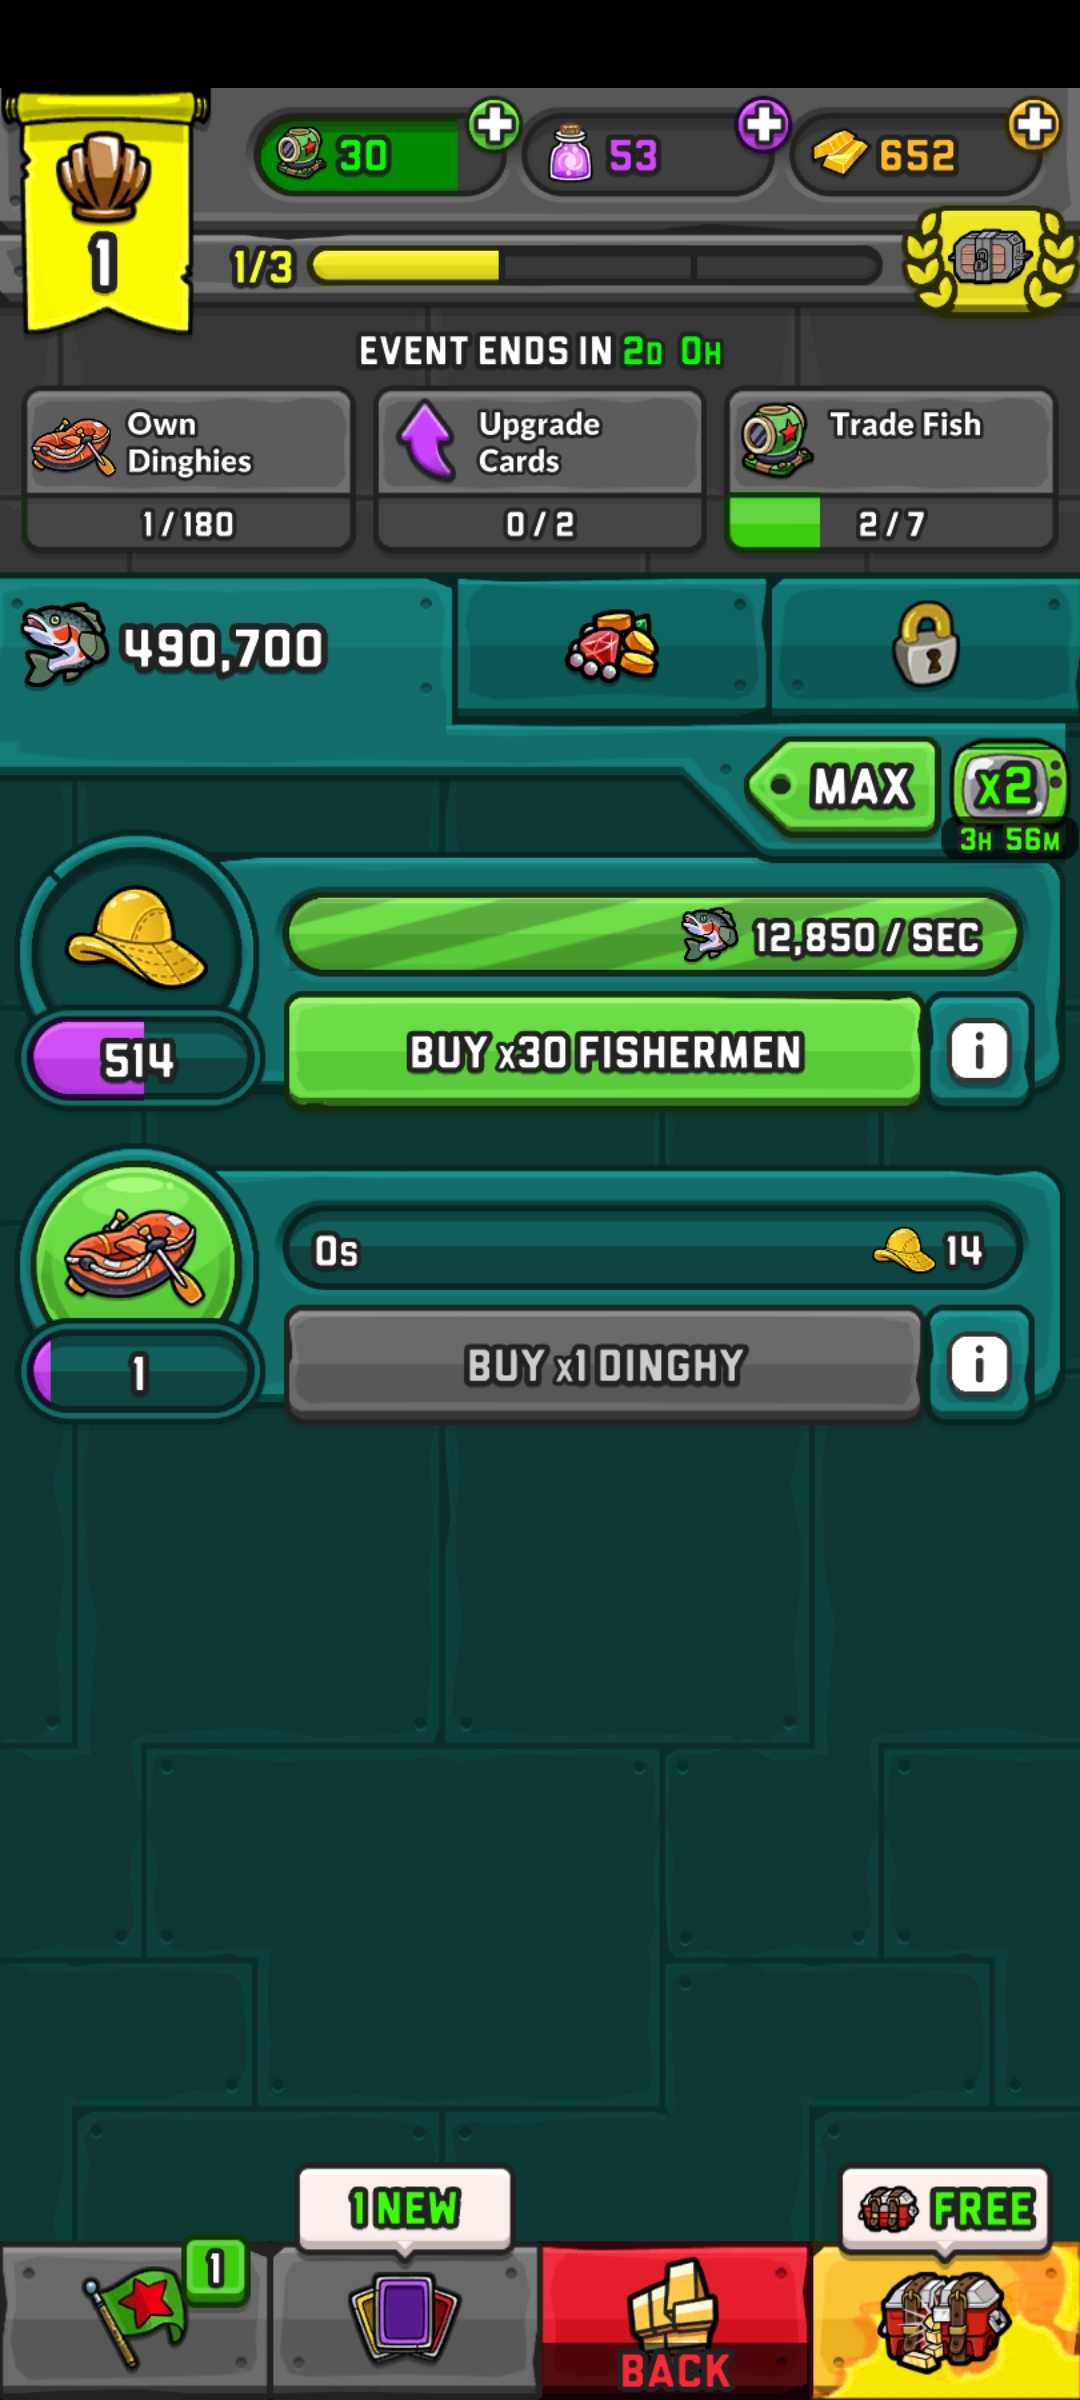 30
53
652
1
1/3
EVENT ENDS IN 2D 0H
Own Dinghies
Upgrade Cards
Trade Fish
1 / 180
0 / 2
2 / 7
490,700
MAX
x2
3H 56M
12,850 / SEC
514
BUY x30 FISHERMEN
i
0s
14
1
BUY x1 DINGHY
i
1 NEW
FREE
1
BACK